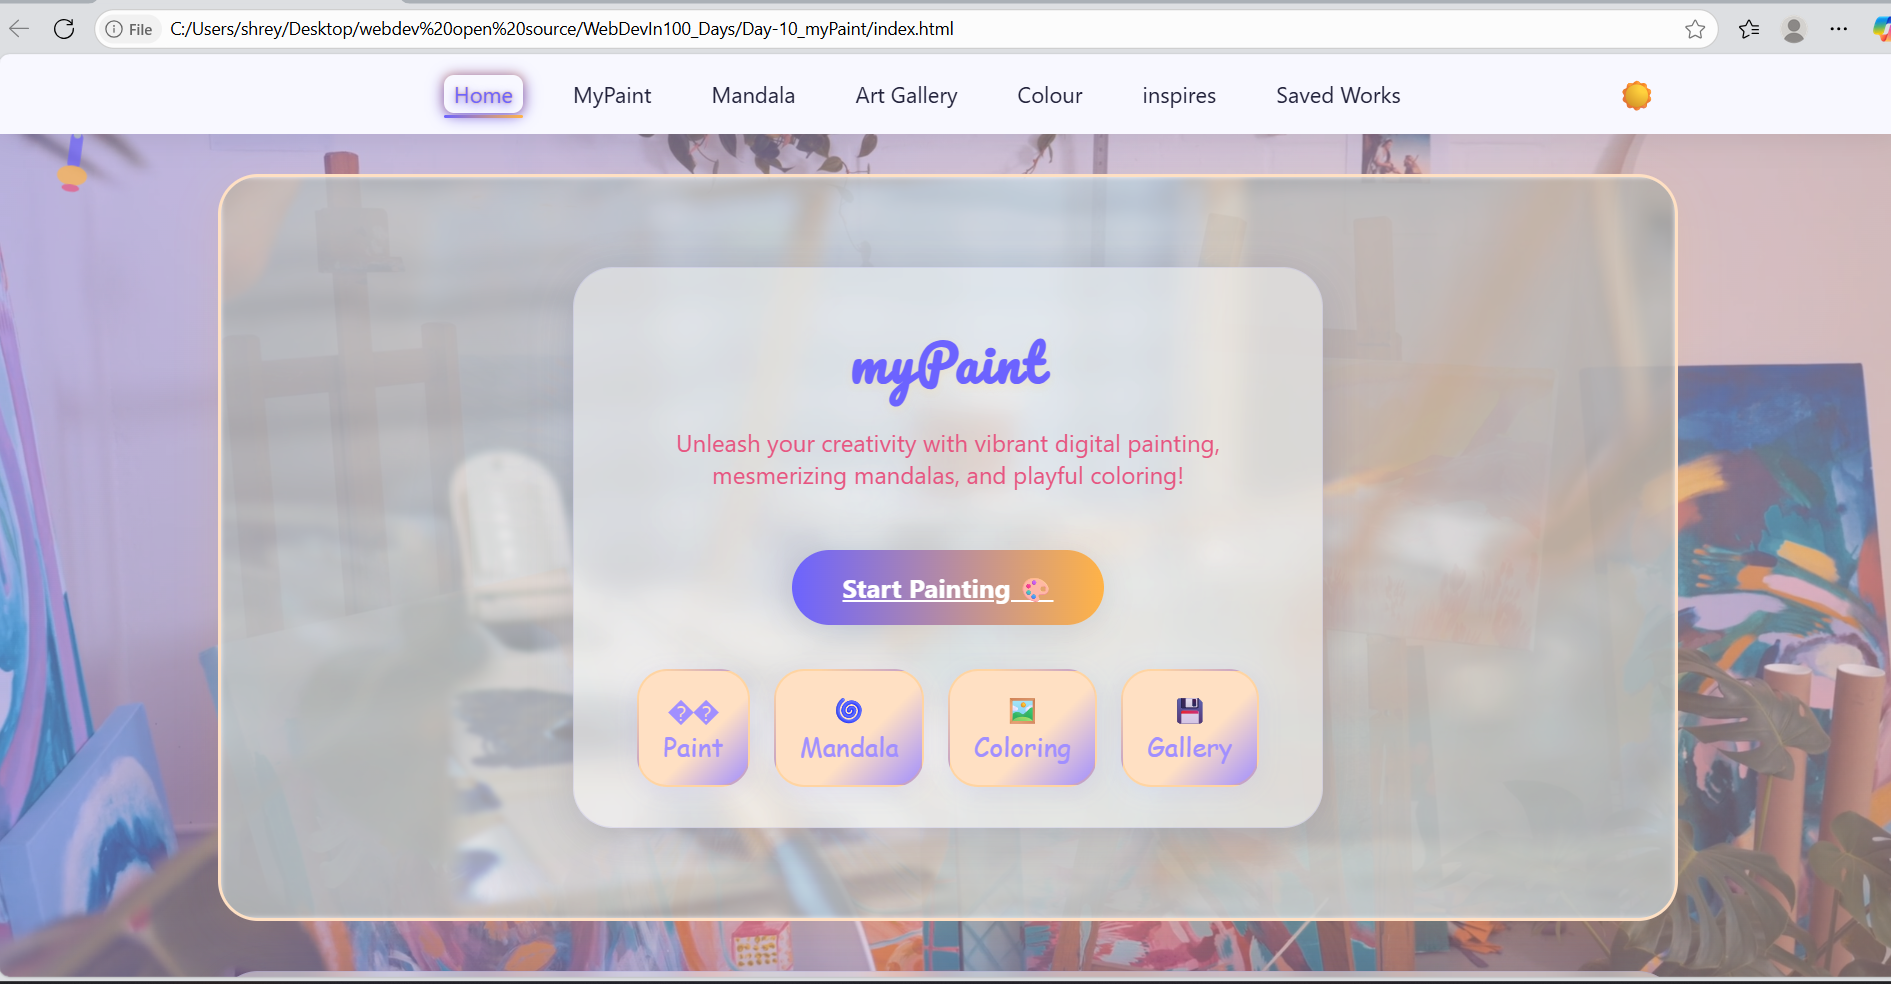 File C:/Users/shrey/Desktop/webdev%20open%20source/WebDevIn100_Days/Day-10_myPaint/index.html
Home MyPaint Mandala Art Gallery Colour inspires Saved Works
myPaint
Unleash your creativity with vibrant digital painting,
mesmerizing mandalas, and playful coloring!
Start Painting 🎨
�� 🌀 🖼️ 💾
Paint Mandala Coloring Gallery